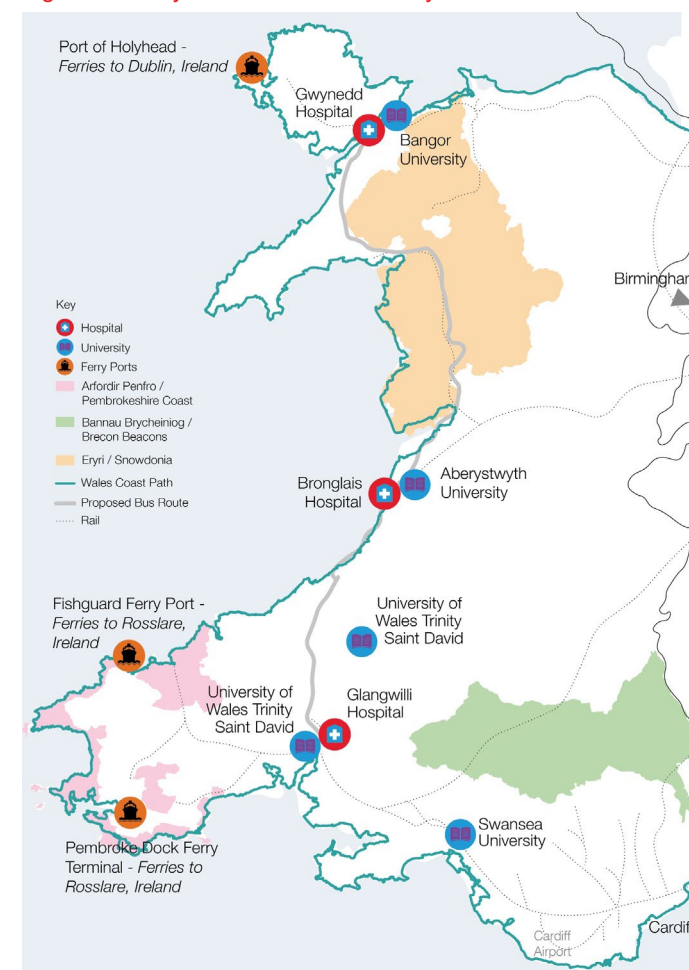 Port of Holyhead -
Ferries to Dublin, Ireland
Gwynedd
Hospital
Bangor
University
Birmingham
Key
Hospital
University
Ferry Ports
Arfordir Penfro /
Pembrokeshire Coast
Bannau Brycheiniog /
Brecon Beacons
Eryri / Snowdonia
Wales Coast Path
Proposed Bus Route
Rail
Bronglais
Hospital
Aberystwyth
University
Fishguard Ferry Port -
Ferries to Rosslare,
Ireland
University of
Wales Trinity
Saint David
University of
Wales Trinity
Saint David
Glangwilli
Hospital
Swansea
University
Pembroke Dock Ferry
Terminal - Ferries to
Rosslare, Ireland
Cardiff
Airport
Cardiff